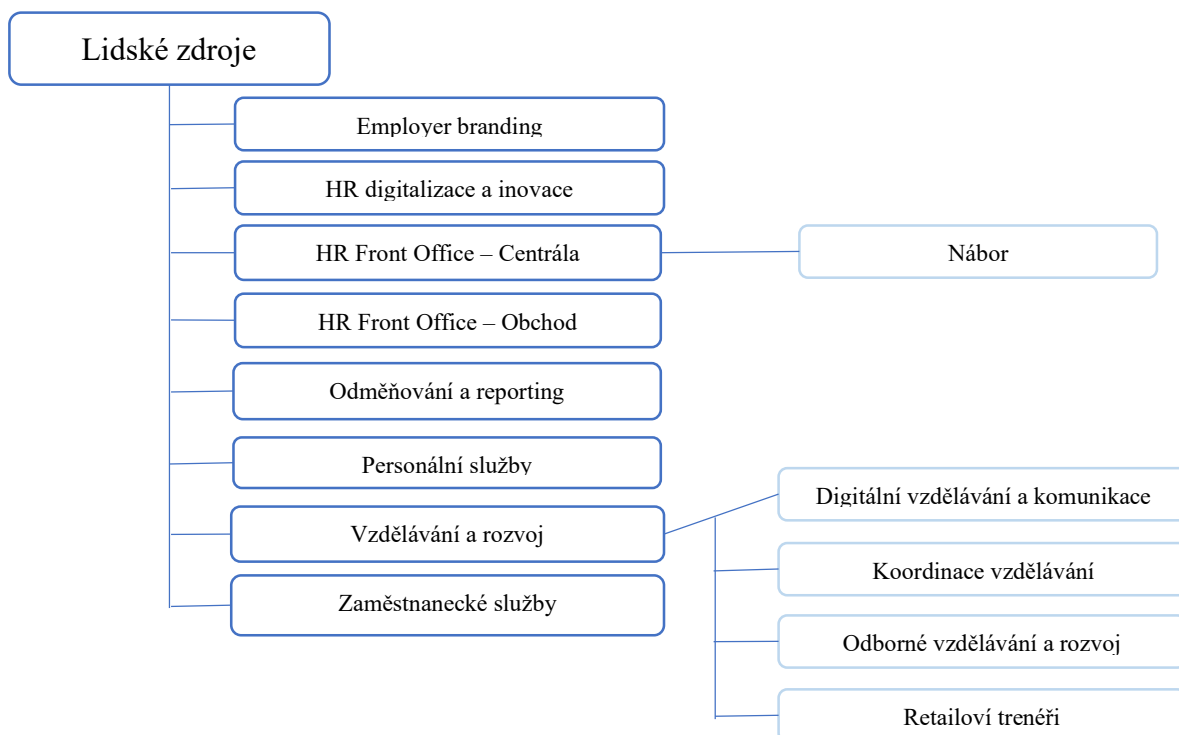 Lidské zdroje
Employer branding
HR digitalizace a inovace
HR Front Office – Centrála
Nábor
HR Front Office – Obchod
Odměňování a reporting
Personální služby
Vzdělávání a rozvoj
Digitální vzdělávání a komunikace
Koordinace vzdělávání
Odborné vzdělávání a rozvoj
Retailoví trenéři
Zaměstnanecké služby